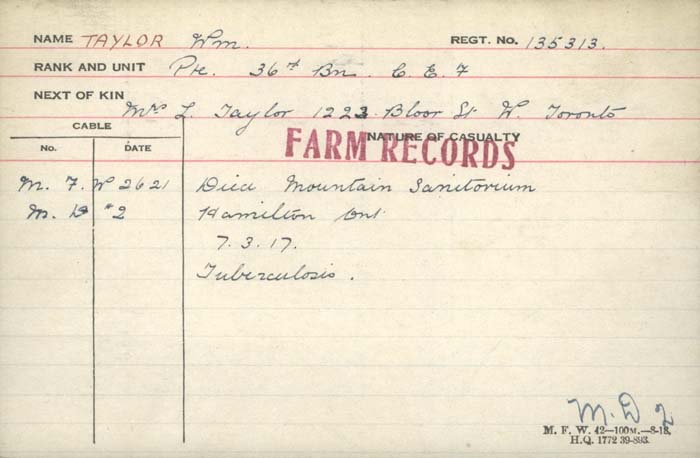 NAME TAYLOR Wm. REGT. No. 135313.
RANK AND UNIT Pte. 36th Bn. C. E. F
NEXT OF KIN
Mrs L. Taylor 1223 Bloor St W. Toronto
CABLE NATURE OF CASUALTY
FARM RECORDS
No. DATE
M. F. W 2621 Died Mountain Sanitorium
M. D #2 Hamilton Ont
7.3.17.
Tuberculosis.
M. D 2
M. F. W. 42—100M.—8-18.
H.Q. 1772 39-893.